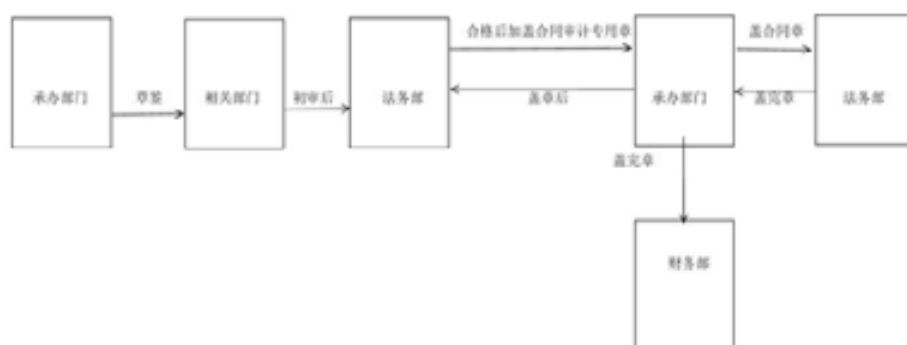 合格后加盖合同审计专用章
盖合同章
承办部门
草签
相关部门
初审后
法务部
盖章后
承办部门
盖完章
法务部
盖完章
财务部